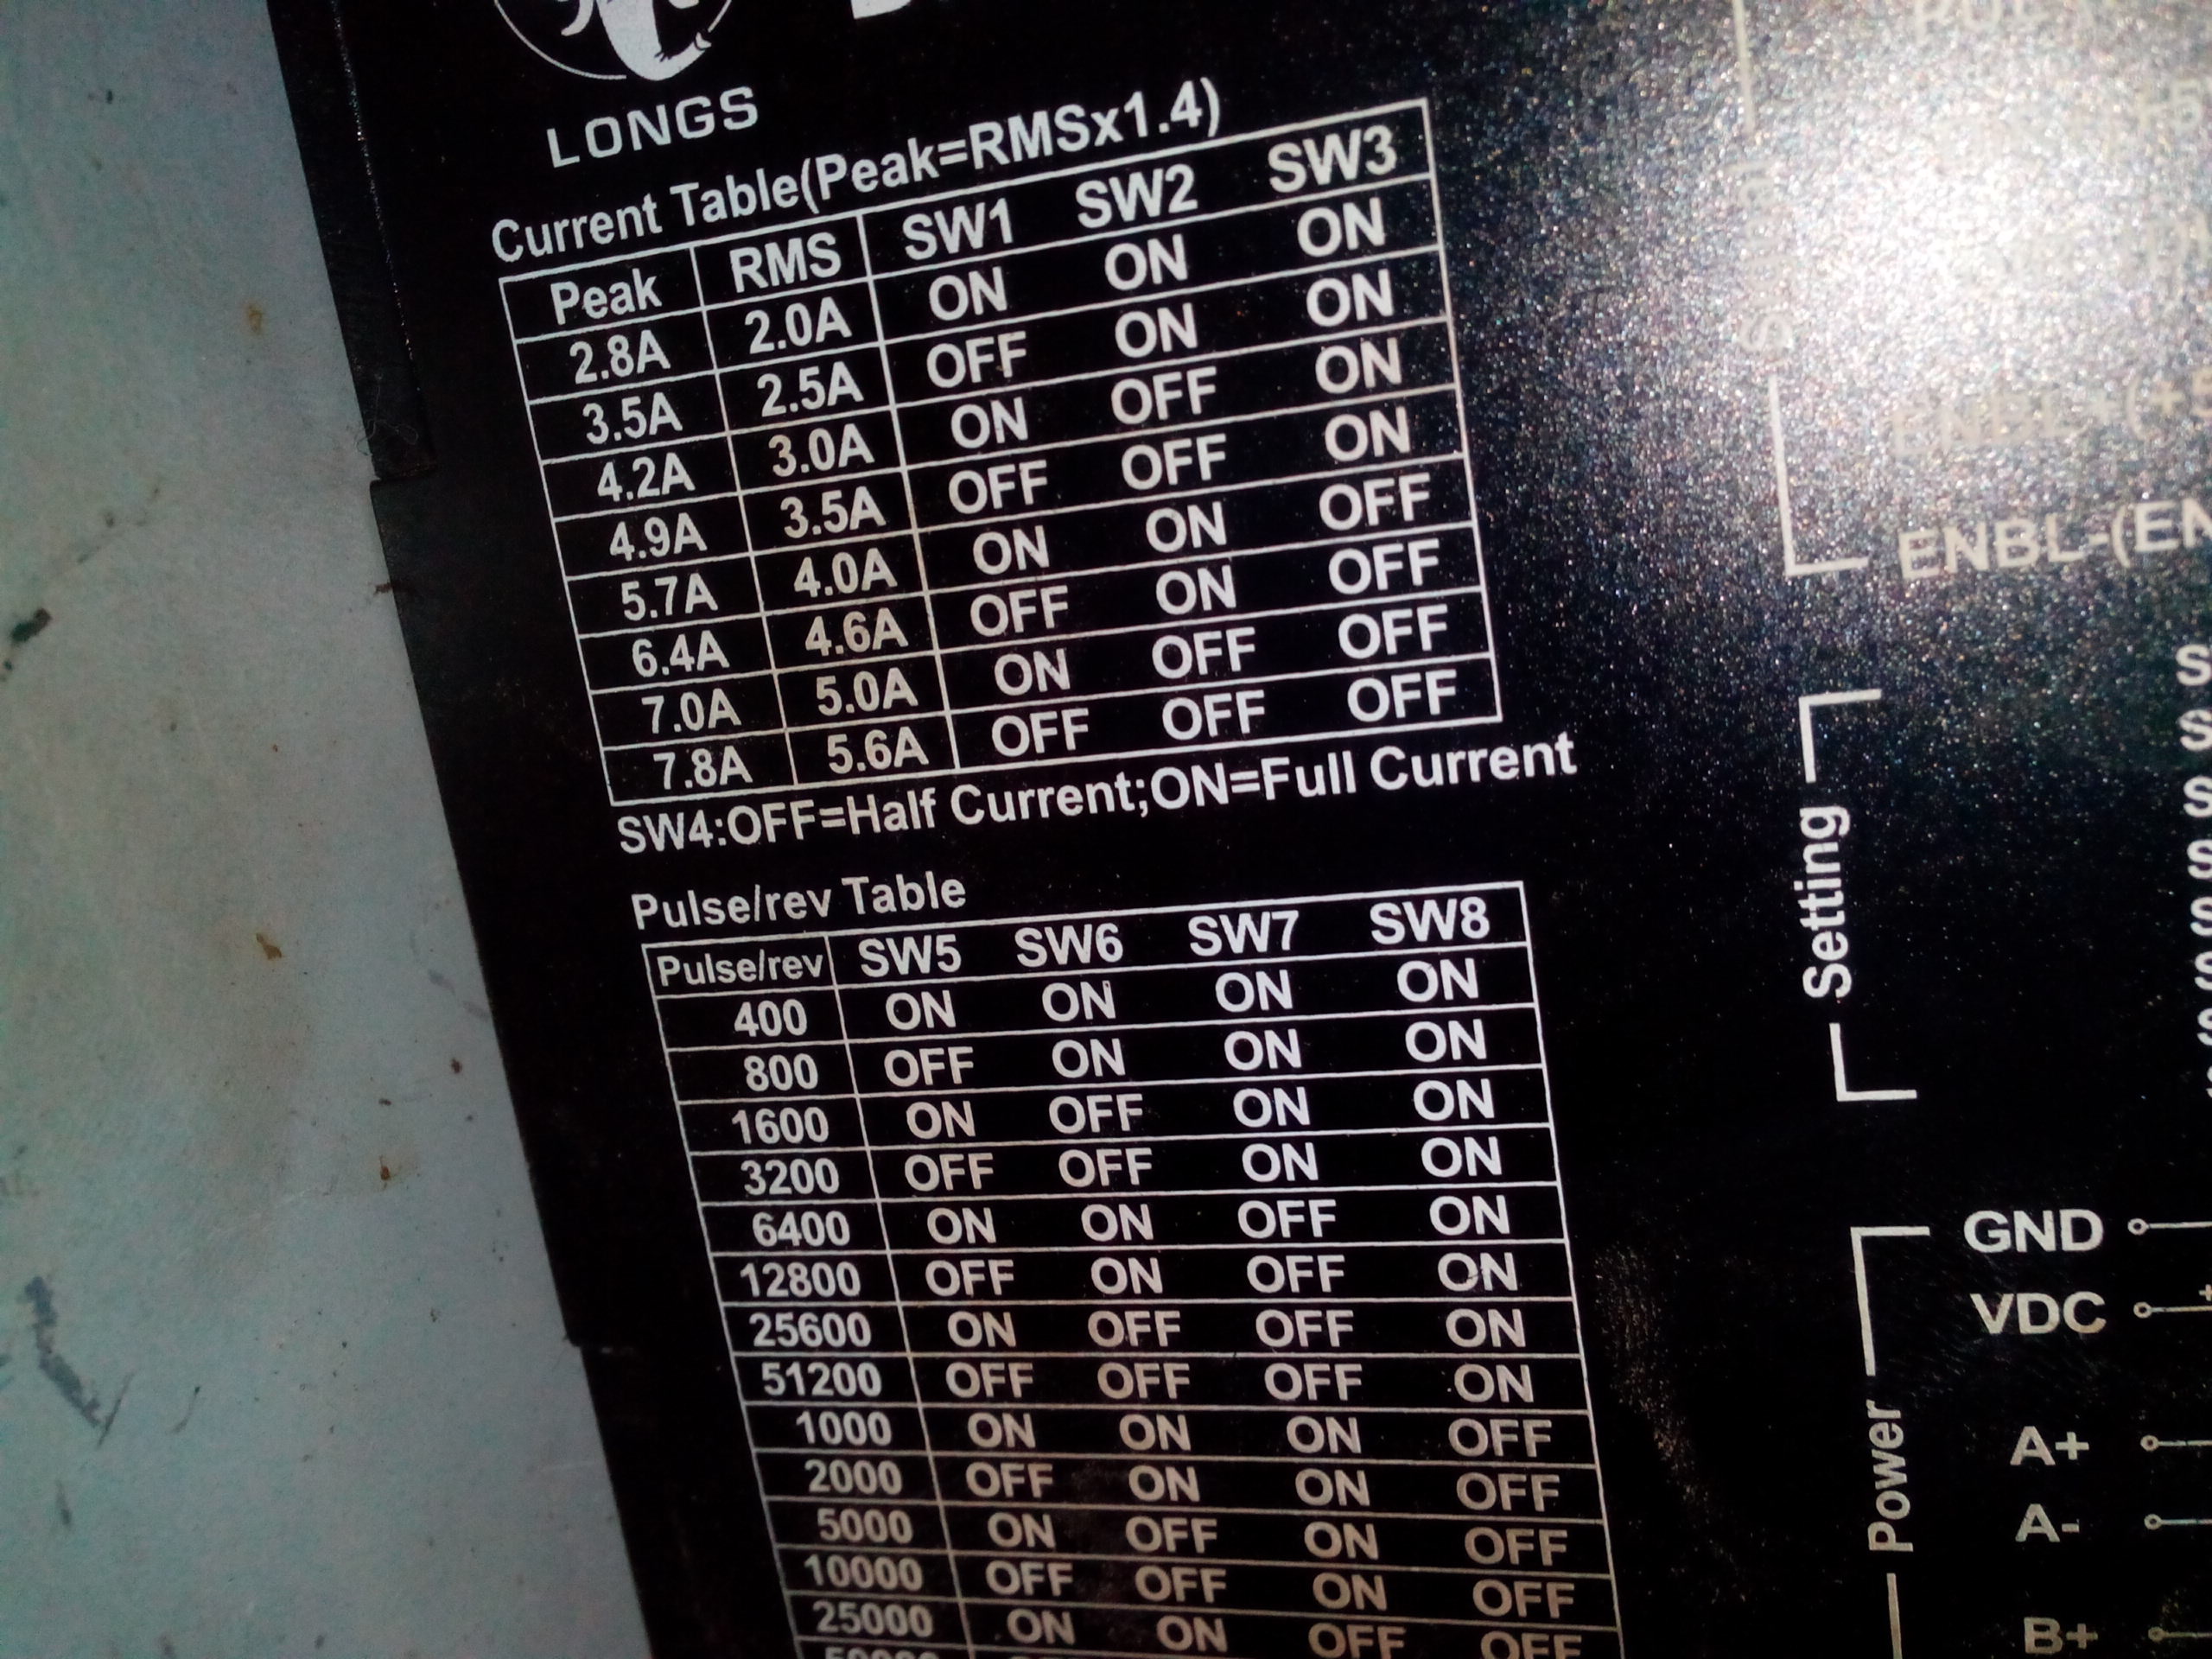 LONGS
Current Table(Peak=RMSx1.4)
Peak RMS SW1 SW2 SW3
2.8A 2.0A ON ON ON
3.5A 2.5A OFF ON ON
4.2A 3.0A ON OFF ON
4.9A 3.5A OFF OFF ON
5.7A 4.0A ON ON OFF
6.4A 4.6A OFF ON OFF
7.0A 5.0A ON OFF OFF
7.8A 5.6A OFF OFF OFF
SW4:OFF=Half Current;ON=Full Current
Pulse/rev Table
Pulse/rev SW5 SW6 SW7 SW8
400 ON ON ON ON
800 OFF ON ON ON
1600 ON OFF ON ON
3200 OFF OFF ON ON
6400 ON ON OFF ON
12800 OFF ON OFF ON
25600 ON OFF OFF ON
51200 OFF OFF OFF ON
1000 ON ON ON OFF
2000 OFF ON ON OFF
5000 ON OFF ON OFF
10000 OFF OFF ON OFF
25000 ON ON OFF OFF
ENBL-(EN
Setting
S
S
S
S
S
S
S
Power
GND
VDC +
A+
A-
B+